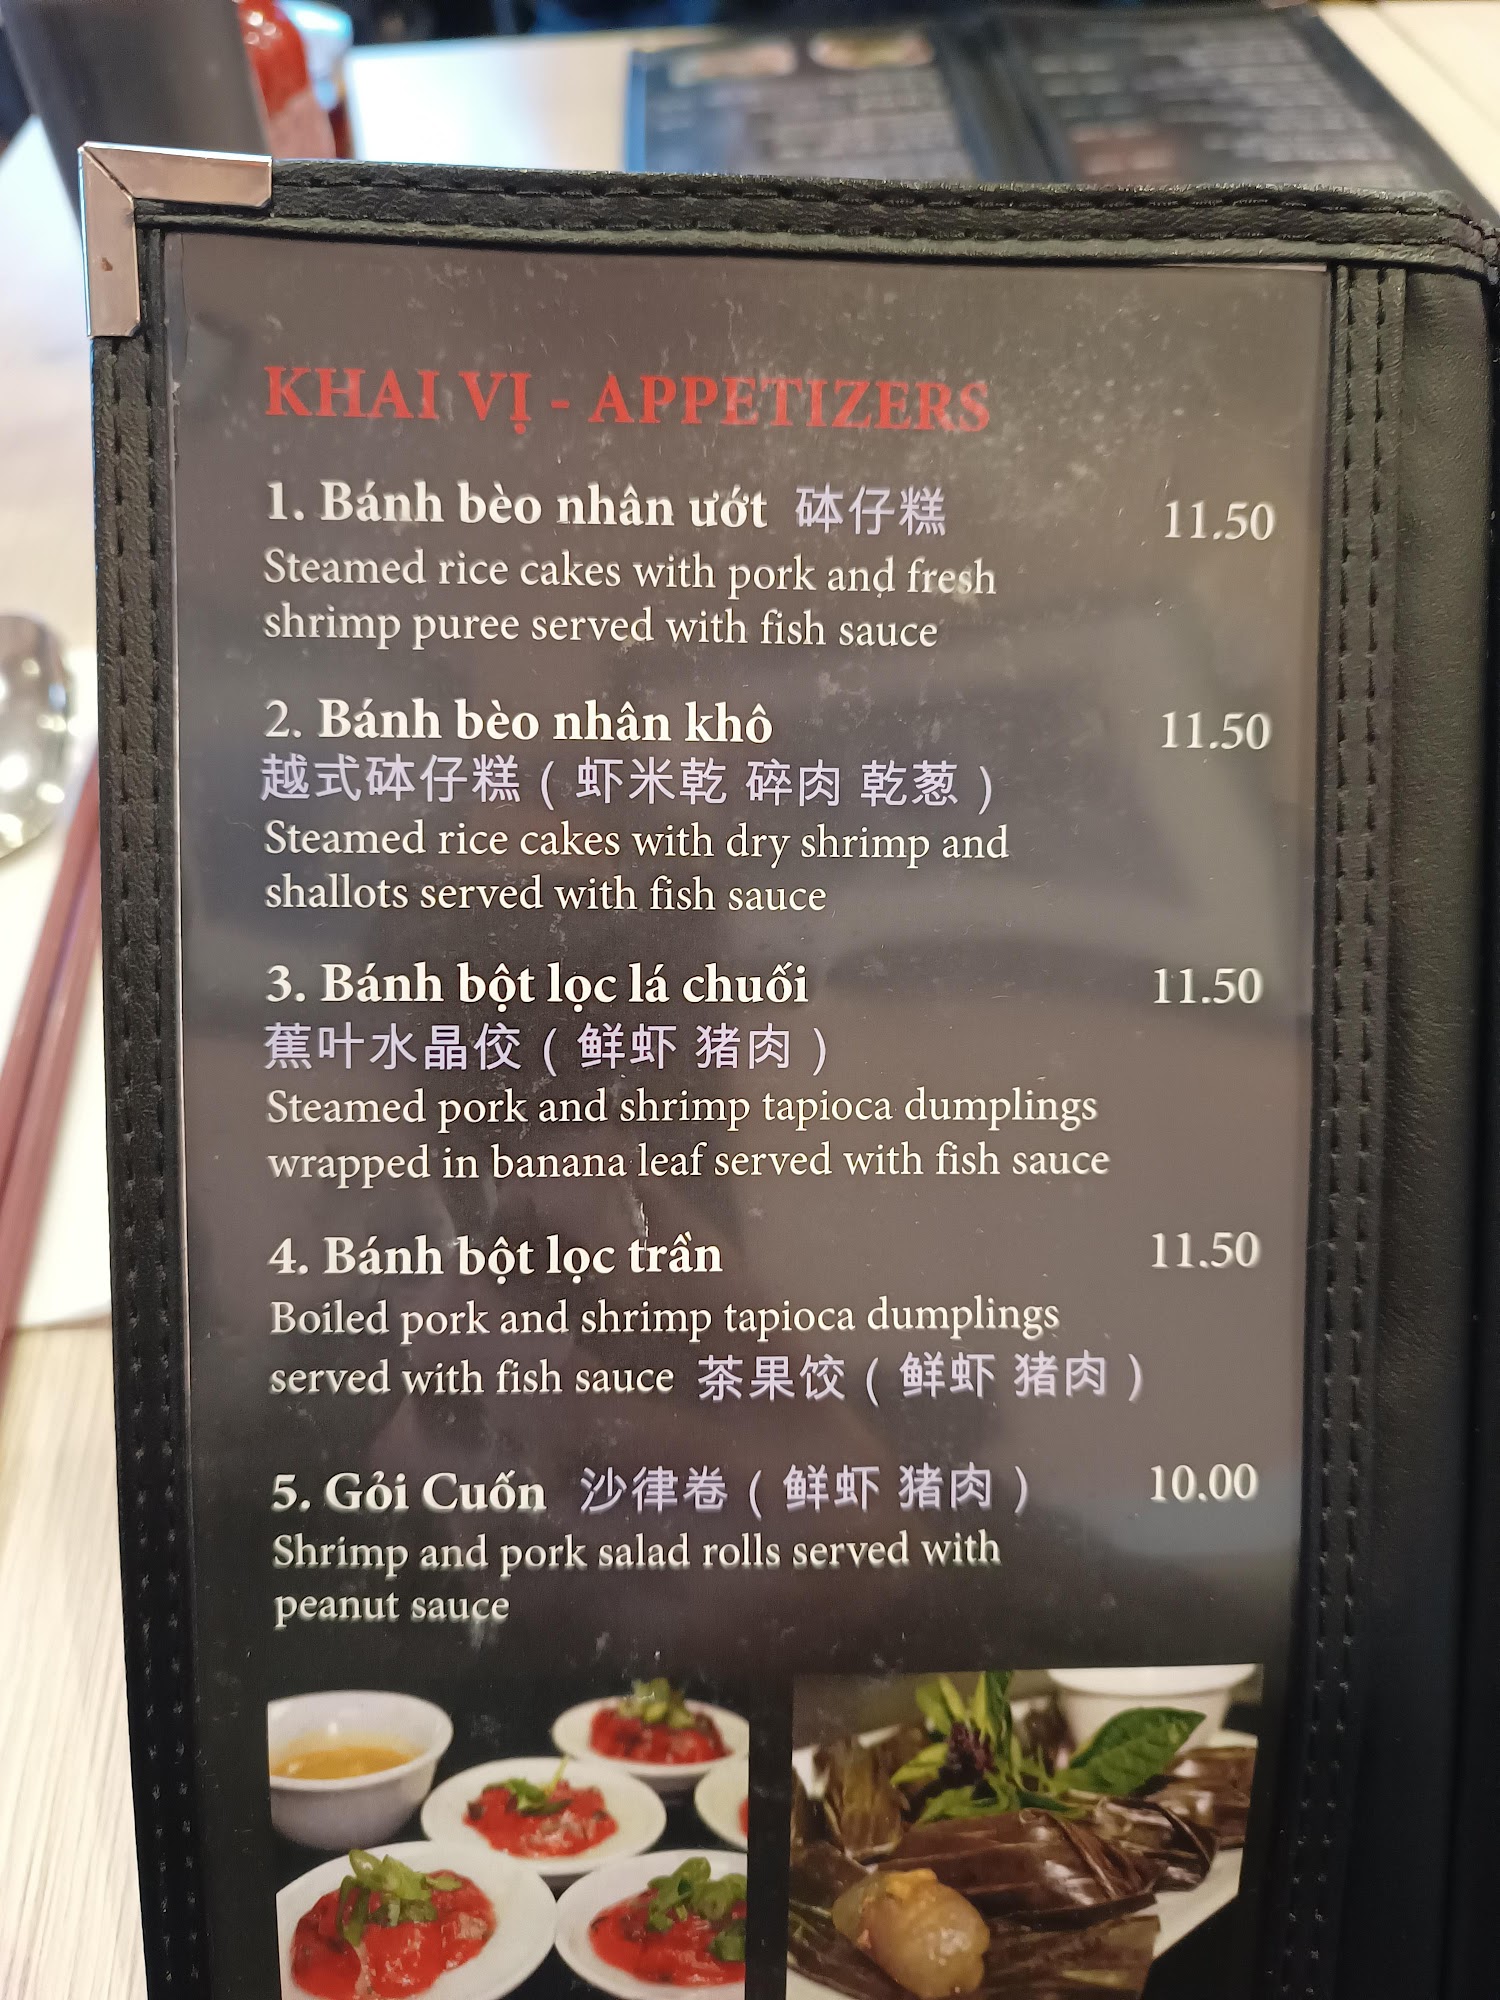 KHAI VỊ - APPETIZERS
1. Bánh bèo nhân ướt 砵仔糕 11.50
Steamed rice cakes with pork and fresh
shrimp puree served with fish sauce
2. Bánh bèo nhân khô 11.50
越式砵仔糕（虾米乾 碎肉 乾葱）
Steamed rice cakes with dry shrimp and
shallots served with fish sauce
3. Bánh bột lọc lá chuối 11.50
蕉叶水晶佼（鲜虾 猪肉）
Steamed pork and shrimp tapioca dumplings
wrapped in banana leaf served with fish sauce
4. Bánh bột lọc trần 11.50
Boiled pork and shrimp tapioca dumplings
served with fish sauce 茶果饺（鲜虾 猪肉）
5. Gỏi Cuốn 沙律卷（鲜虾 猪肉） 10.00
Shrimp and pork salad rolls served with
peanut sauce